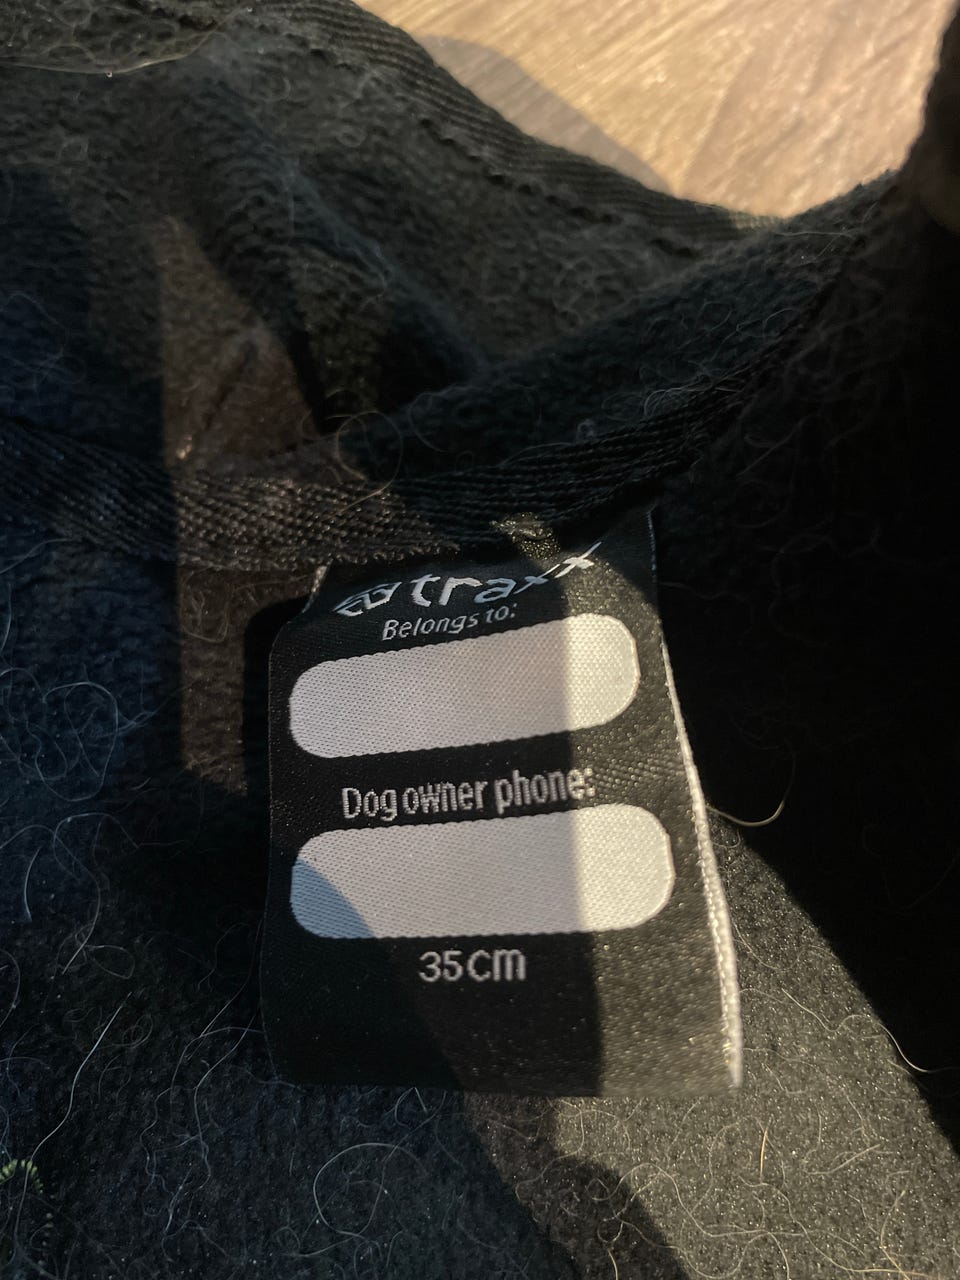 traxx
Belongs to:
Dog owner phone:
35cm